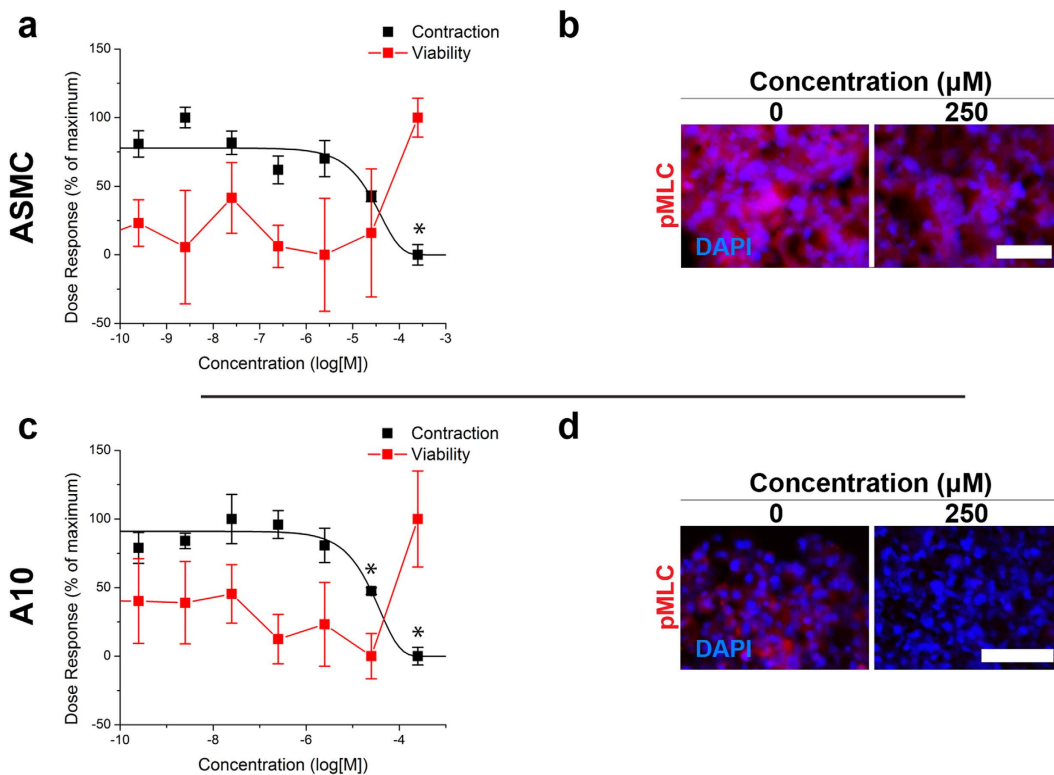 a
ASMC
Contraction
Viability
150
100
50
0
-50
-10
-9
-8
-7
-6
-5
-4
-3
Dose Response (% of maximum)
Concentration (log[M])
*
b
Concentration (µM)
0
250
pMLC
DAPI
c
A10
Contraction
Viability
150
100
50
0
-50
-10
-8
-6
-4
Dose Response (% of maximum)
Concentration (log[M])
*
*
d
Concentration (µM)
0
250
pMLC
DAPI